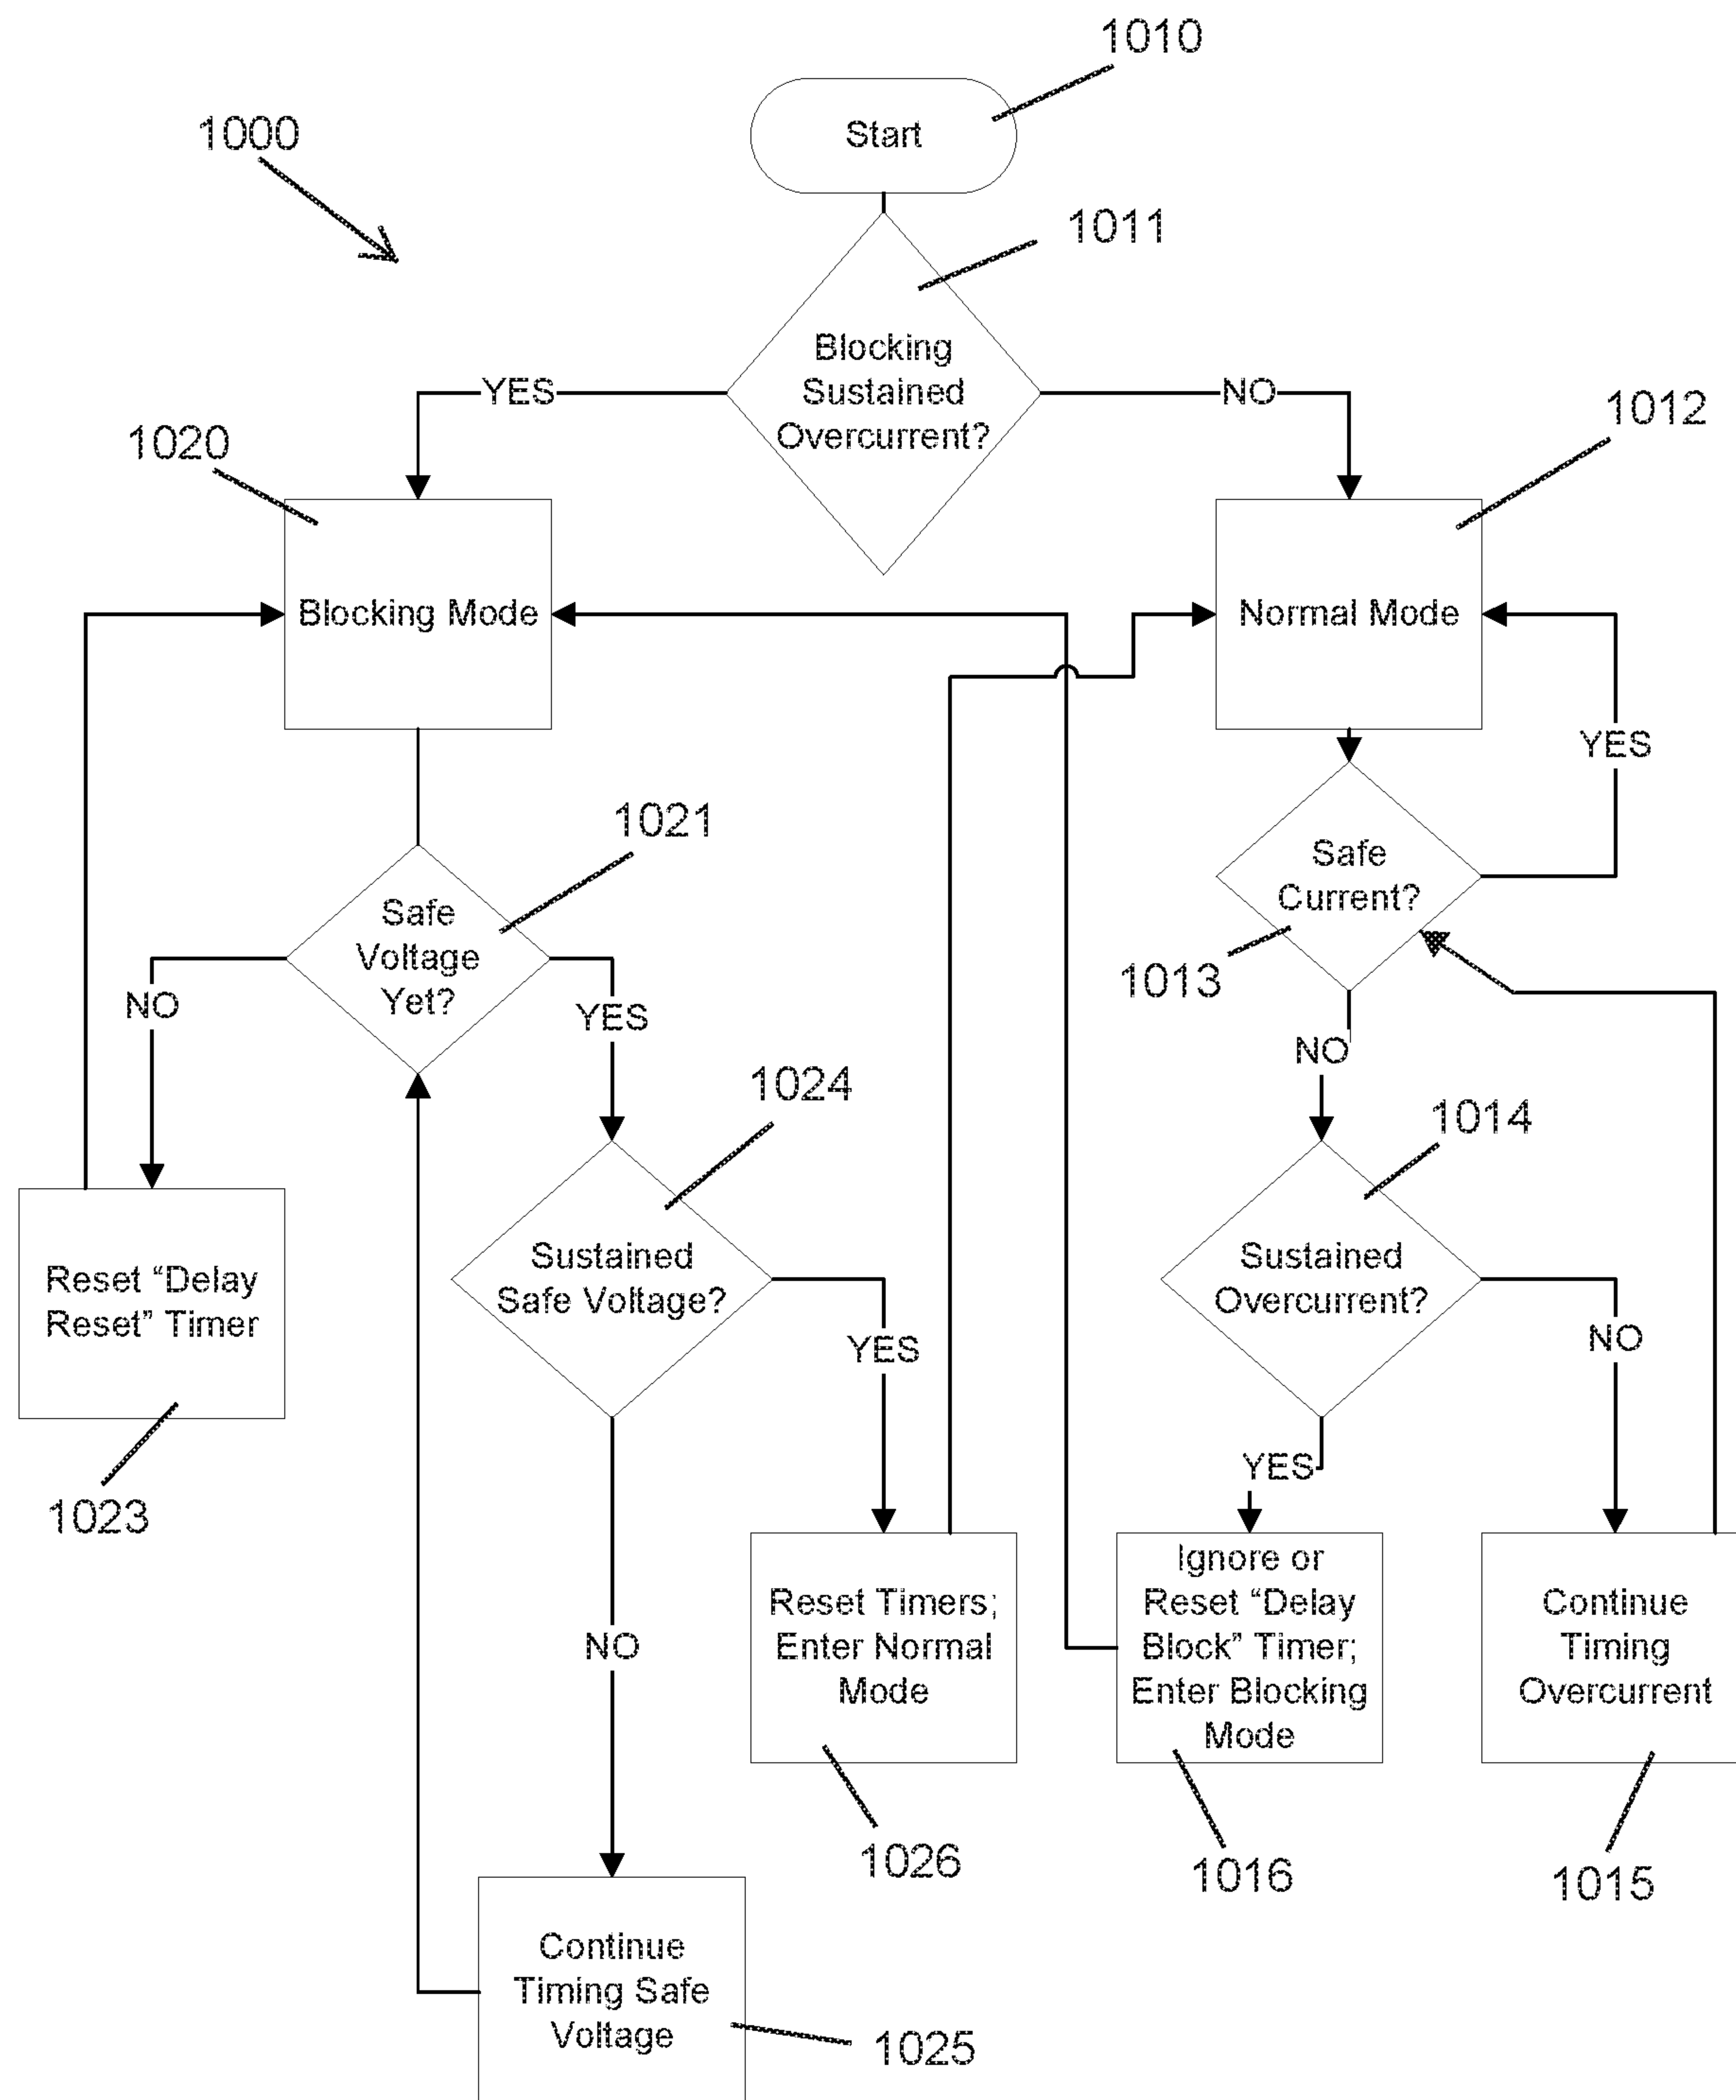 1010
Start
1000
1011
Blocking
Sustained
Overcurrent?
YES
NO
1012
1020
Blocking Mode
Normal Mode
YES
1021
Safe
Current?
Safe
Voltage
Yet?
1013
NO
YES
NO
1024
1014
Sustained
Safe Voltage?
Sustained
Overcurrent?
Reset “Delay
Reset” Timer
YES
NO
YES
1023
Ignore or
Reset “Delay
Block” Timer;
Enter Blocking
Mode
Reset Timers;
Enter Normal
Mode
Continue
Timing
Overcurrent
NO
1026
1016
1015
Continue
Timing Safe
Voltage
1025